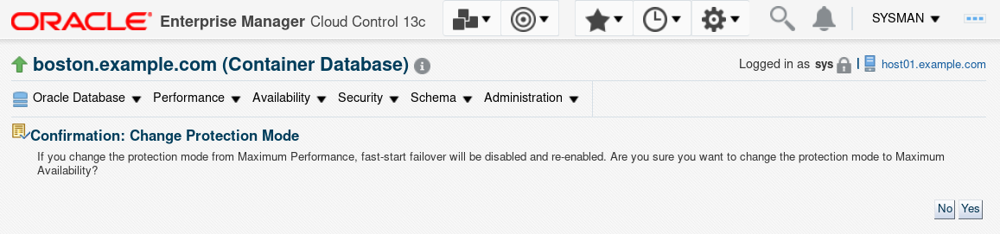 ORACLE Enterprise Manager Cloud Control 13c SYSMAN
boston.example.com (Container Database) i Logged in as sys | host01.example.com
Oracle Database Performance Availability Security Schema Administration
Confirmation: Change Protection Mode
If you change the protection mode from Maximum Performance, fast-start failover will be disabled and re-enabled. Are you sure you want to change the protection mode to Maximum
Availability?
No Yes